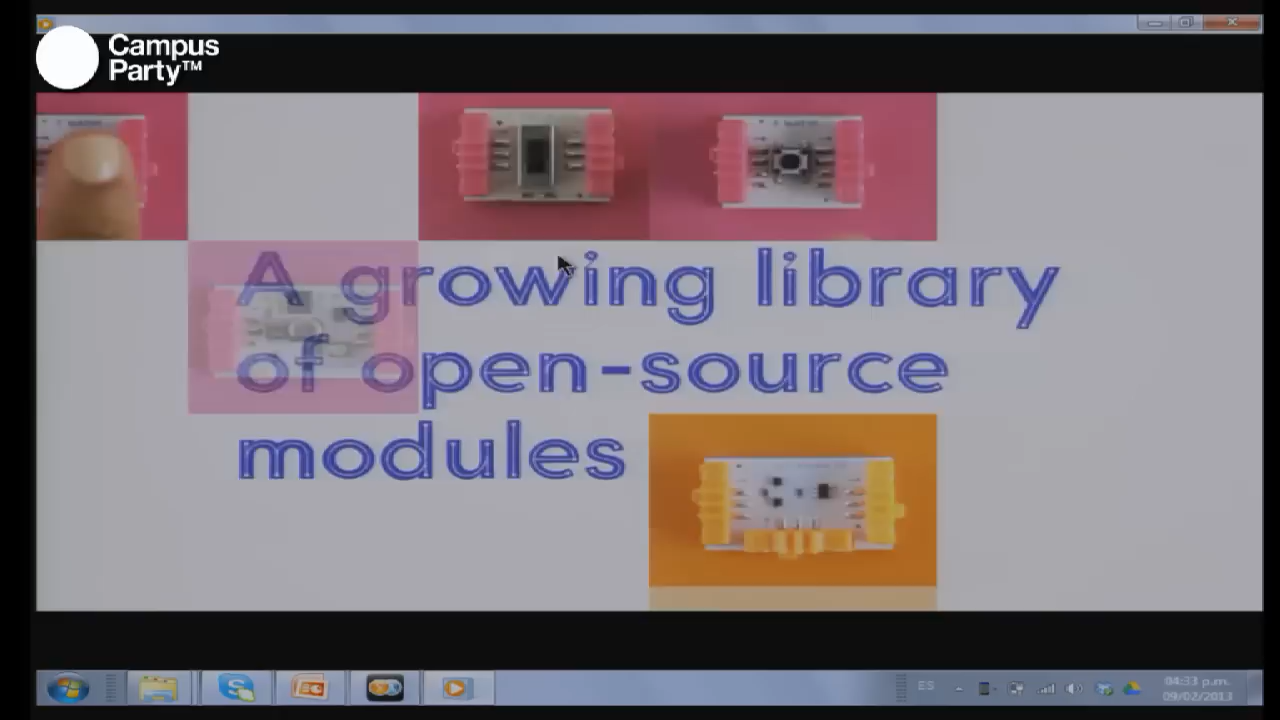 Campus
Party™
A growing library
of open-source
modules
ES
04:33 p.m.
09/02/2013